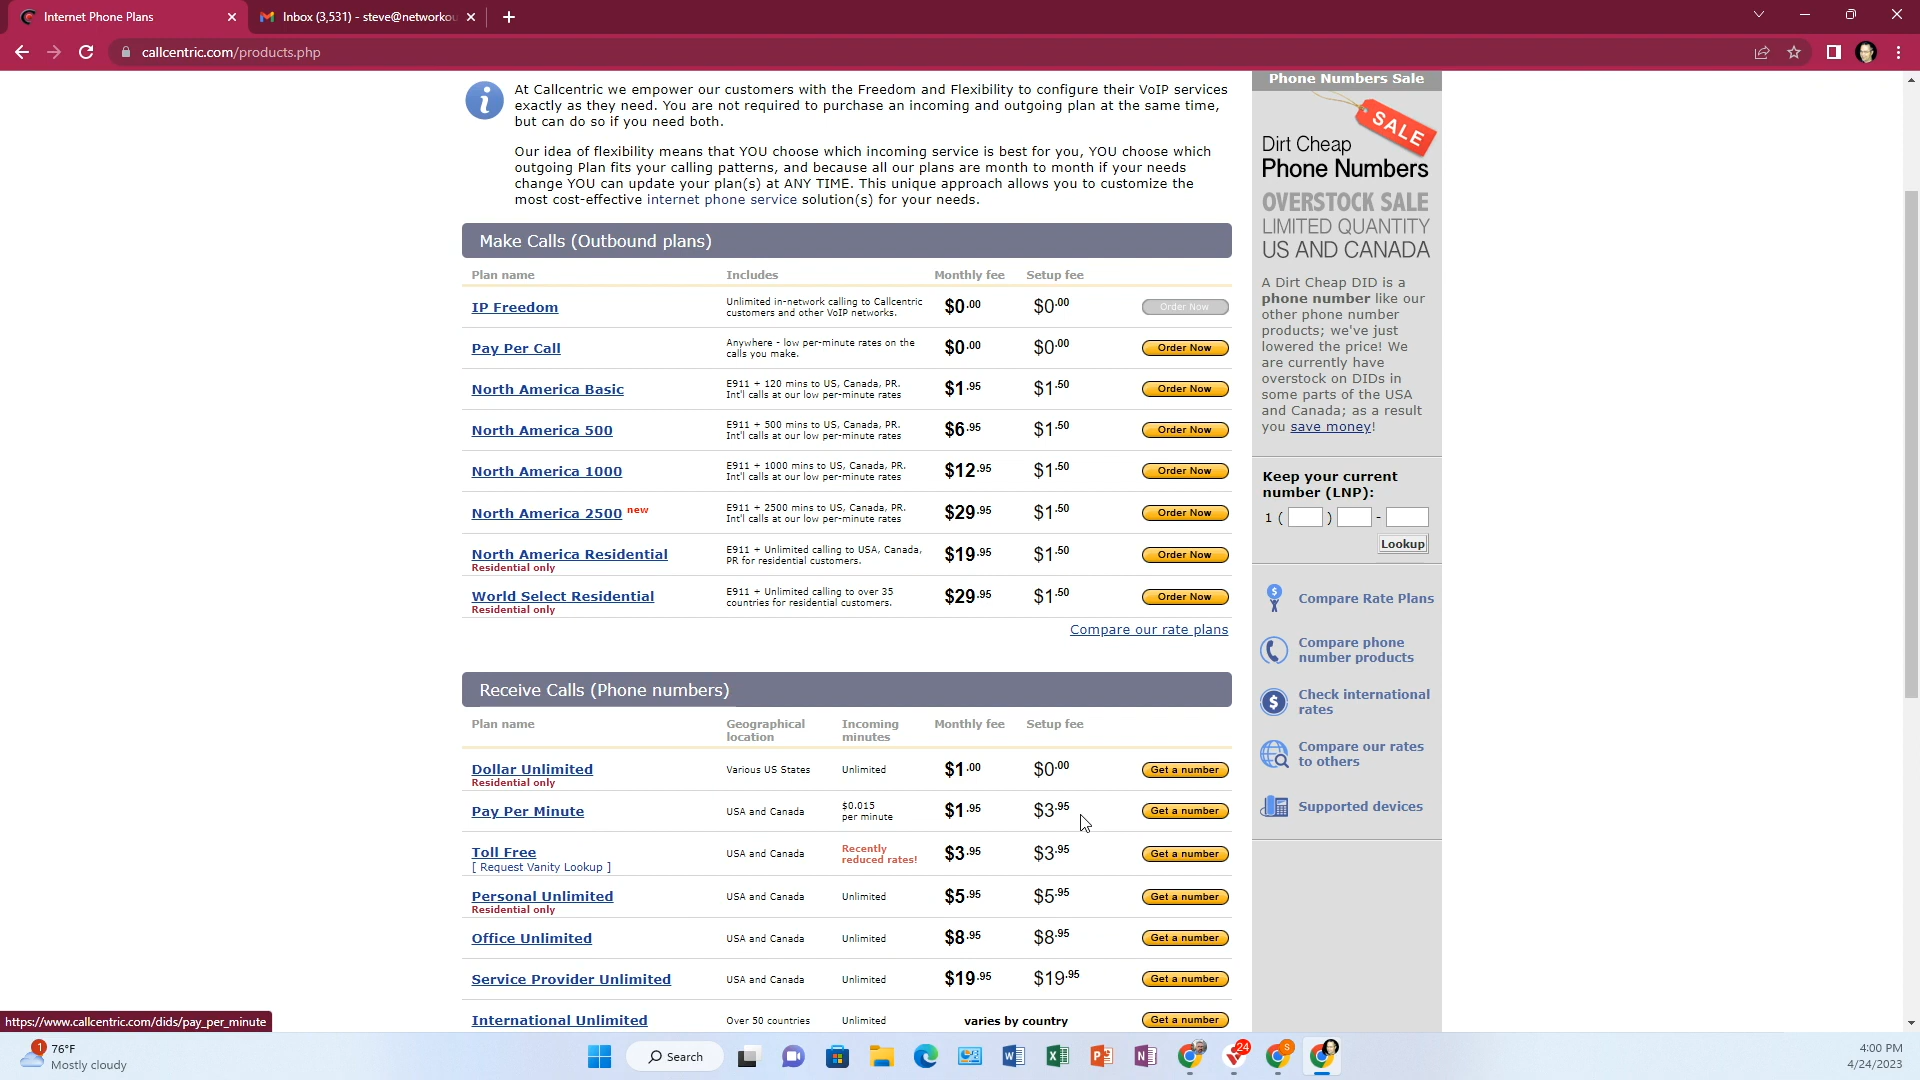 Internet Phone Plans
Inbox (3,531) - steve@networkou
callcentric.com/products.php
At Callcentric we empower our customers with the Freedom and Flexibility to configure their VoIP services
exactly as they need. You are not required to purchase an incoming and outgoing plan at the same time,
but can do so if you need both.
Our idea of flexibility means that YOU choose which incoming service is best for you, YOU choose which
outgoing Plan fits your calling patterns, and because all our plans are month to month if your needs
change YOU can update your plan(s) at ANY TIME. This unique approach allows you to customize the
most cost-effective internet phone service solution(s) for your needs.
Make Calls (Outbound plans)
Plan name Includes Monthly fee Setup fee
IP Freedom Unlimited in-network calling to Callcentric $0.00 $0.00 Order Now
customers and other VoIP networks.
Pay Per Call Anywhere - low per-minute rates on the $0.00 $0.00 Order Now
calls you make.
North America Basic E911 + 120 mins to US, Canada, PR. $1.95 $1.50 Order Now
Int'l calls at our low per-minute rates
North America 500 E911 + 500 mins to US, Canada, PR. $6.95 $1.50 Order Now
Int'l calls at our low per-minute rates
North America 1000 E911 + 1000 mins to US, Canada, PR. $12.95 $1.50 Order Now
Int'l calls at our low per-minute rates
North America 2500 new E911 + 2500 mins to US, Canada, PR. $29.95 $1.50 Order Now
Int'l calls at our low per-minute rates
North America Residential E911 + Unlimited calling to USA, Canada, $19.95 $1.50 Order Now
Residential only PR for residential customers.
World Select Residential E911 + Unlimited calling to over 35 $29.95 $1.50 Order Now
Residential only countries for residential customers.
Compare our rate plans
Receive Calls (Phone numbers)
Plan name Geographical Incoming Monthly fee Setup fee
location minutes
Dollar Unlimited Various US States Unlimited $1.00 $0.00 Get a number
Residential only
Pay Per Minute USA and Canada $0.015 $1.95 $3.95 Get a number
per minute
Toll Free USA and Canada Recently $3.95 $3.95 Get a number
[ Request Vanity Lookup ] reduced rates!
Personal Unlimited USA and Canada Unlimited $5.95 $5.95 Get a number
Residential only
Office Unlimited USA and Canada Unlimited $8.95 $8.95 Get a number
Service Provider Unlimited USA and Canada Unlimited $19.95 $19.95 Get a number
International Unlimited Over 50 countries Unlimited varies by country Get a number
Phone Numbers Sale
SALE
Dirt Cheap
Phone Numbers
OVERSTOCK SALE
LIMITED QUANTITY
US AND CANADA
A Dirt Cheap DID is a
phone number like our
other phone number
products; we've just
lowered the price! We
are currently have
overstock on DIDs in
some parts of the USA
and Canada; as a result
you save money!
Keep your current
number (LNP):
1 ( ) -
Lookup
Compare Rate Plans
Compare phone
number products
Check international
rates
Compare our rates
to others
Supported devices
https://www.callcentric.com/dids/pay_per_minute
1
76°F
Mostly cloudy
Search
24
S
4:00 PM
4/24/2023